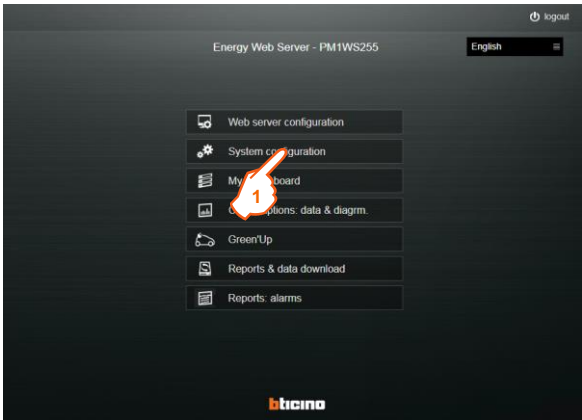 logout
Energy Web Server - PM1WS255
English
Web server configuration
System configuration
My board
1
data & diagrm.
Green'Up
Reports & data download
Reports: alarms
bticino